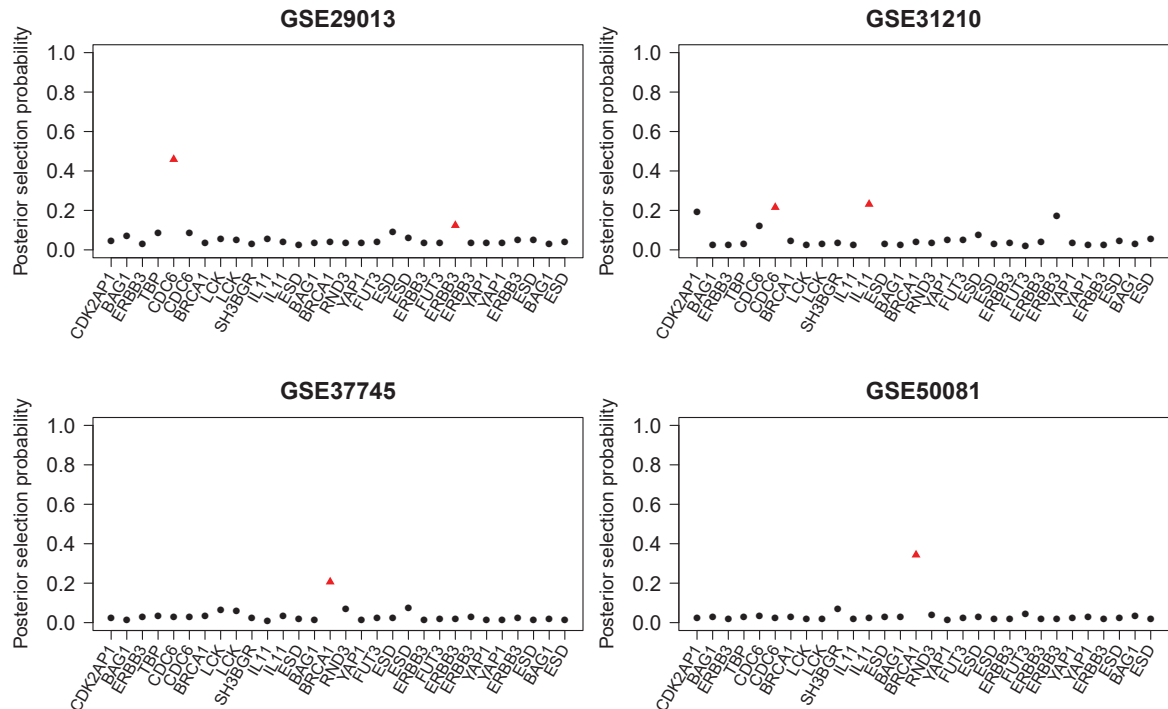 GSE29013
Posterior selection probability
1.0
0.8
0.6
0.4
0.2
0.0
CDK2AP1 BAG1 ERBB3 TBP CDC6 CDC6 BRCA1 LCK LCK SH3BGR IL11 IL11 ESD BAG1 BRCA1 RND3 YAP1 FUT3 ESD ESD ERBB3 FUT3 ERBB3 ERBB3 YAP1 YAP1 ERBB3 ESD BAG1 ESD
GSE31210
Posterior selection probability
1.0
0.8
0.6
0.4
0.2
0.0
CDK2AP1 BAG1 ERBB3 TBP CDC6 CDC6 BRCA1 LCK LCK SH3BGR IL11 IL11 ESD BAG1 BRCA1 RND3 YAP1 FUT3 ESD ESD ERBB3 FUT3 ERBB3 ERBB3 YAP1 YAP1 ERBB3 ESD BAG1 ESD
GSE37745
Posterior selection probability
1.0
0.8
0.6
0.4
0.2
0.0
CDK2AP1 BAG1 ERBB3 TBP CDC6 CDC6 BRCA1 LCK LCK SH3BGR IL11 IL11 ESD BAG1 BRCA1 RND3 YAP1 FUT3 ESD ESD ERBB3 FUT3 ERBB3 ERBB3 YAP1 YAP1 ERBB3 ESD BAG1 ESD
GSE50081
Posterior selection probability
1.0
0.8
0.6
0.4
0.2
0.0
CDK2AP1 BAG1 ERBB3 TBP CDC6 CDC6 BRCA1 LCK LCK SH3BGR IL11 IL11 ESD BAG1 BRCA1 RND3 YAP1 FUT3 ESD ESD ERBB3 FUT3 ERBB3 ERBB3 YAP1 YAP1 ERBB3 ESD BAG1 ESD